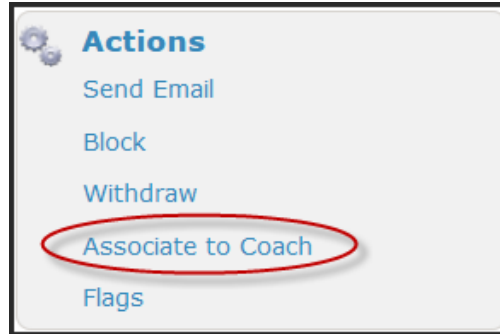 Actions
Send Email
Block
Withdraw
Associate to Coach
Flags